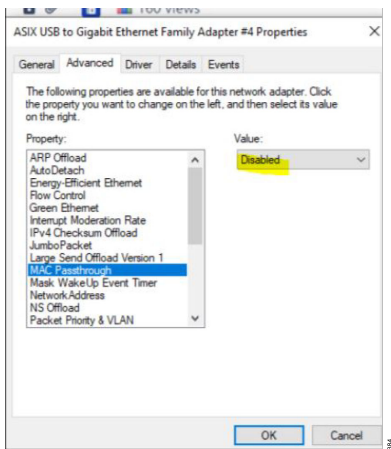 100 Views
ASIX USB to Gigabit Ethernet Family Adapter #4 Properties
General Advanced Driver Details Events
The following properties are available for this network adapter. Click
the property you want to change on the left, and then select its value
on the right.
Property:
Value:
ARP Offload
AutoDetach
Energy-Efficient Ethernet
Flow Control
Green Ethernet
Interrupt Moderation Rate
IPv4 Checksum Offload
JumboPacket
Large Send Offload Version 1
MAC Passthrough
Mask WakeUp Event Timer
NetworkAddress
NS Offload
Packet Priority & VLAN
Disabled
OK Cancel